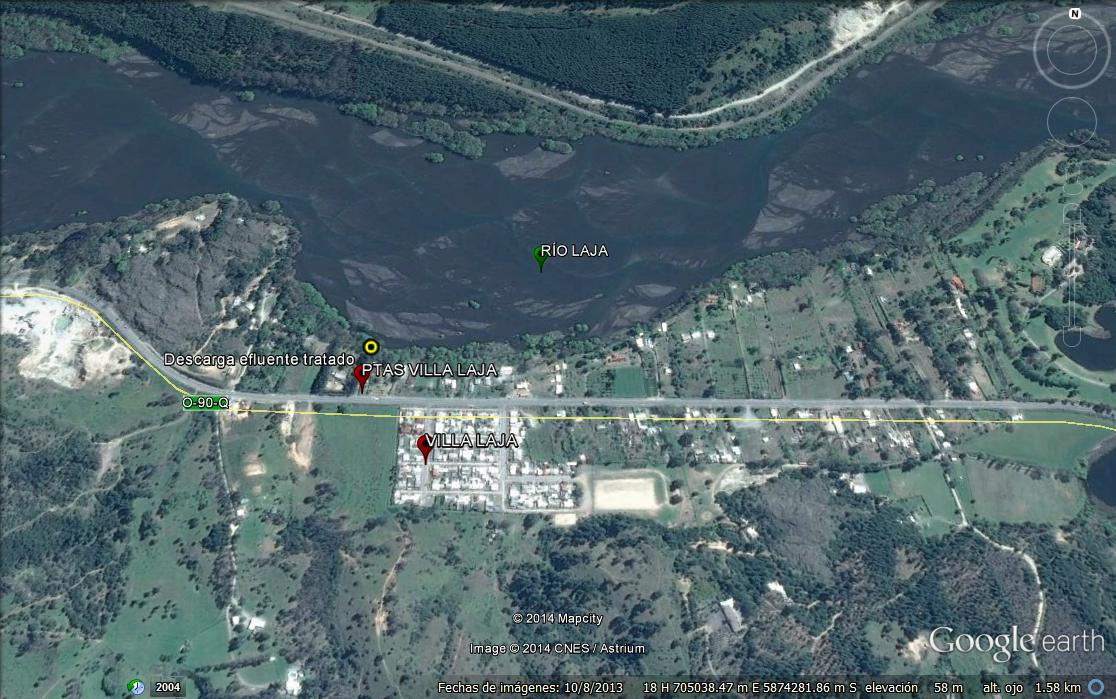 N
RÍO LAJA
Descarga efluente tratado
PTAS VILLA LAJA
O-90-Q
VILLA LAJA
© 2014 Mapcity
Image © 2014 CNES / Astrium
Google earth
2004
Fechas de imágenes: 10/8/2013 18 H 705038.47 m E 5874281.86 m S elevación 58 m alt. ojo 1.58 km